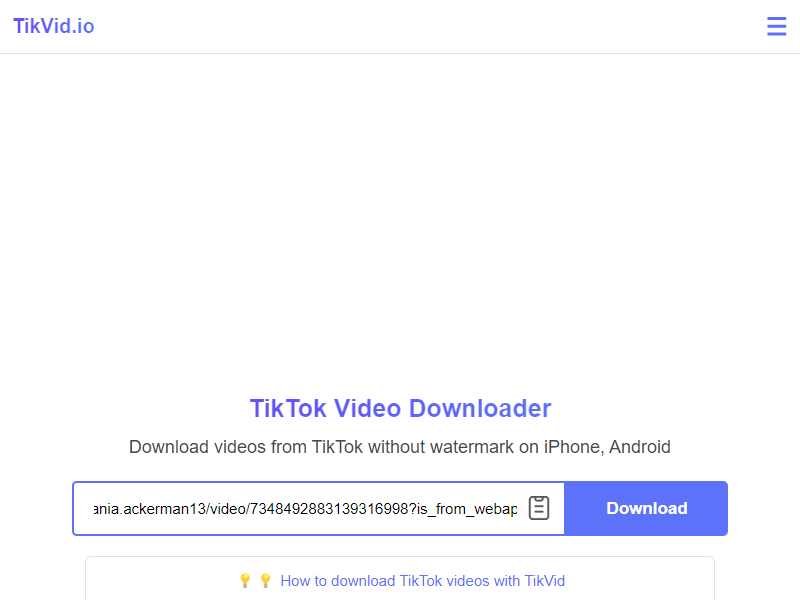 TikVid.io
TikTok Video Downloader
Download videos from TikTok without watermark on iPhone, Android
ania.ackerman13/video/7348492883139316998?is_from_webap
Download
How to download TikTok videos with TikVid